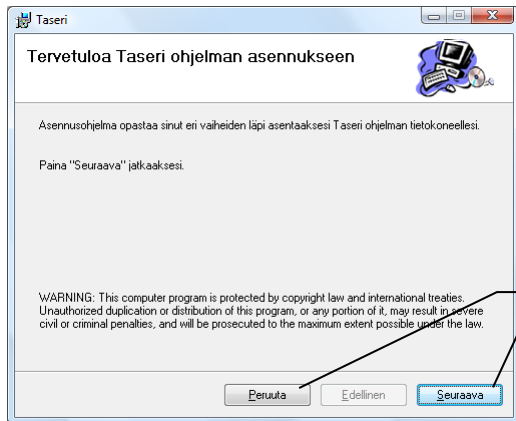 Taseri
Tervetuloa Taseri ohjelman asennukseen
Asennusohjelma opastaa sinut eri vaiheiden läpi asentaaksesi Taseri ohjelman tietokoneellesi.
Paina "Seuraava" jatkaaksesi.
WARNING: This computer program is protected by copyright law and international treaties.
Unauthorized duplication or distribution of this program, or any portion of it, may result in severe
civil or criminal penalties, and will be prosecuted to the maximum extent possible under the law.
Peruuta Edellinen Seuraava